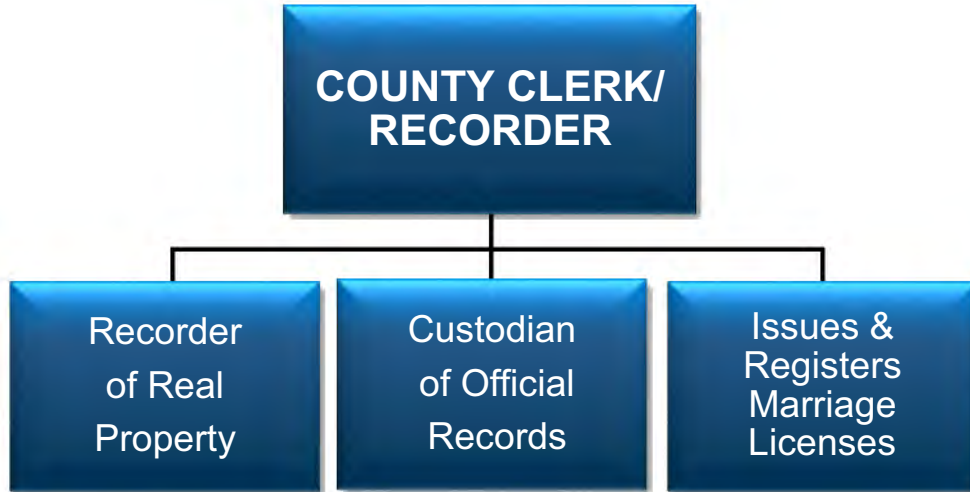 COUNTY CLERK/
RECORDER
Recorder
of Real
Property
Custodian
of Official
Records
Issues &
Registers
Marriage
Licenses